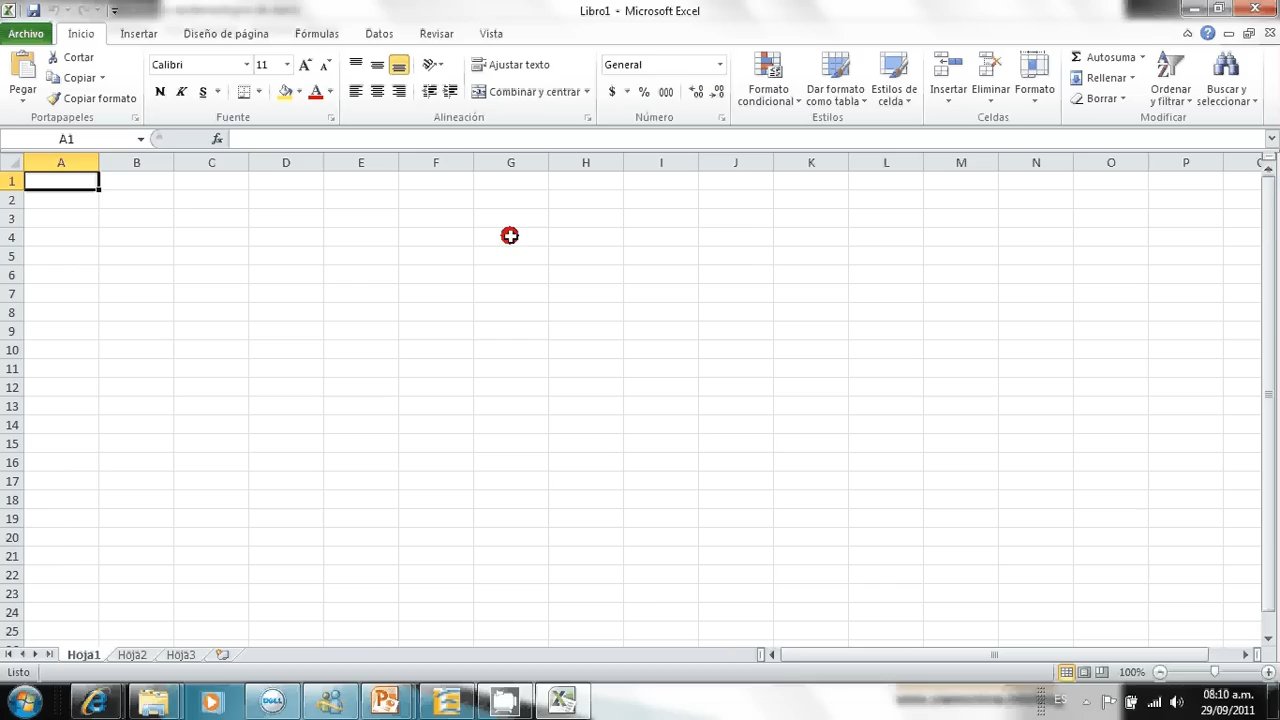 Libro1 - Microsoft Excel
Archivo Inicio Insertar Diseño de página Fórmulas Datos Revisar Vista
Pegar
Cortar
Copiar
Copiar formato
Portapapeles
Calibri 11
N K S
A A
A
Fuente
Ajustar texto
Combinar y centrar
Alineación
General
$ % 000
Número
Formato condicional
Dar formato como tabla
Estilos de celda
Estilos
Insertar
Eliminar
Formato
Celdas
Σ Autosuma
Rellenar
Borrar
Ordenar y filtrar
Buscar y seleccionar
Modificar
A1 fx
A B C D E F G H I J K L M N O P
1
2
3
4
5
6
7
8
9
10
11
12
13
14
15
16
17
18
19
20
21
22
23
24
25
Hoja1 Hoja2 Hoja3
Listo 100%
DELL
ES
08:10 a.m.
29/09/2011